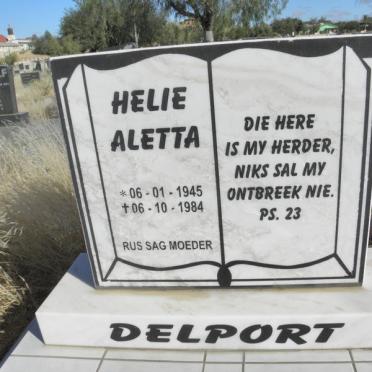 HELIE
ALETTA
* 06 - 01 - 1945
† 06 - 10 - 1984
RUS SAG MOEDER
DIE HERE
IS MY HERDER,
NIKS SAL MY
ONTBREEK NIE.
PS. 23
DELPORT